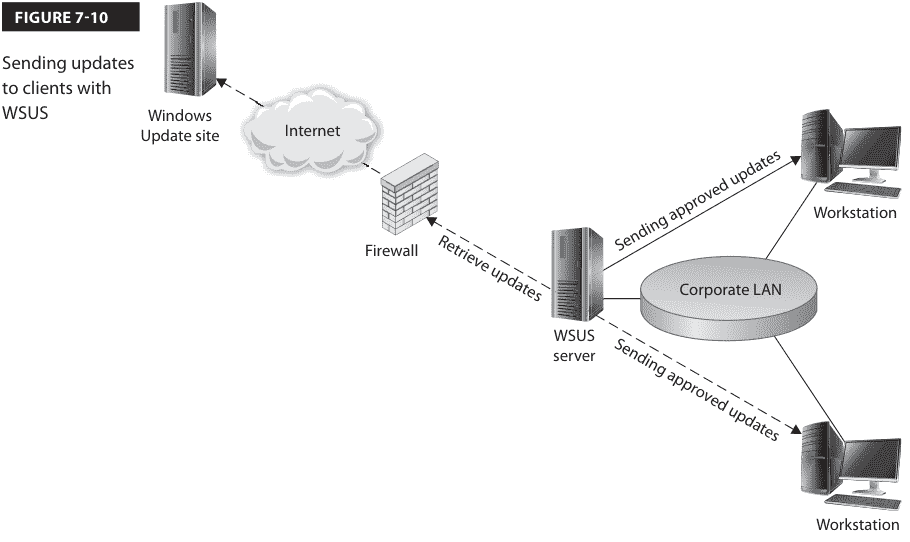 FIGURE 7-10
Sending updates
to clients with
WSUS
Windows
Update site
Internet
Firewall
Retrieve updates
WSUS
server
Sending approved updates
Workstation
Corporate LAN
Sending approved updates
Workstation